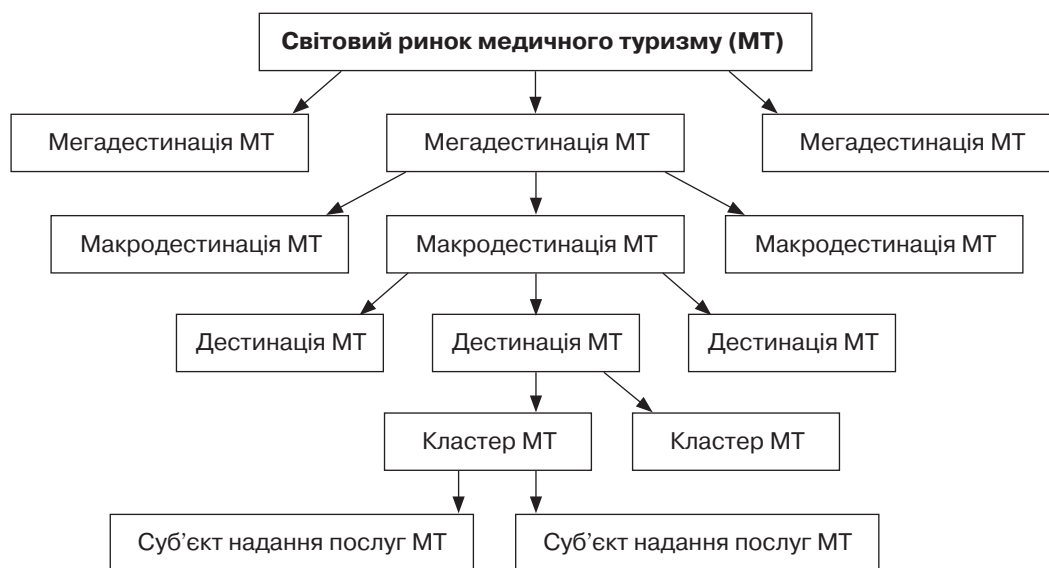 Світовий ринок медичного туризму (МТ)
Мегадестинація МТ
Мегадестинація МТ
Мегадестинація МТ
Макродестинація МТ
Макродестинація МТ
Макродестинація МТ
Дестинація МТ
Дестинація МТ
Дестинація МТ
Кластер МТ
Кластер МТ
Суб’єкт надання послуг МТ
Суб’єкт надання послуг МТ